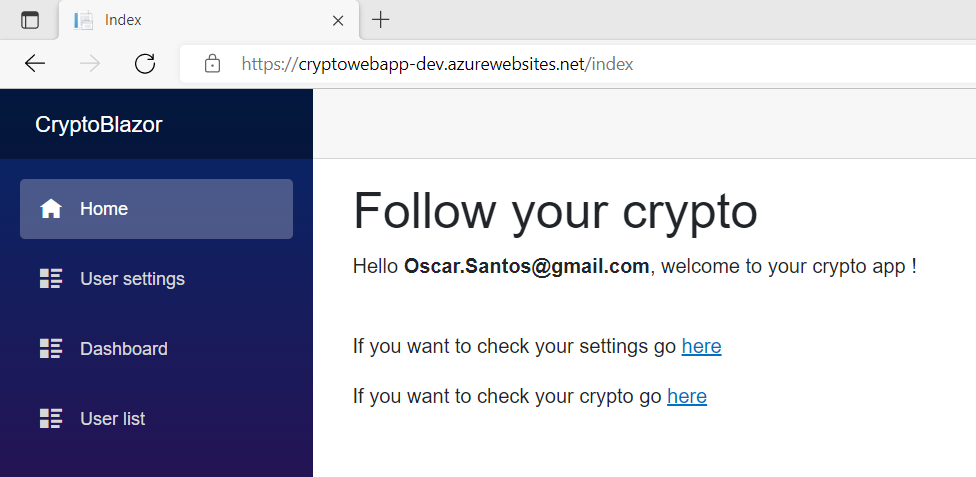 Index
https://cryptowebapp-dev.azurewebsites.net/index
CryptoBlazor
Home
User settings
Dashboard
User list
Follow your crypto
Hello Oscar.Santos@gmail.com, welcome to your crypto app !
If you want to check your settings go here
If you want to check your crypto go here